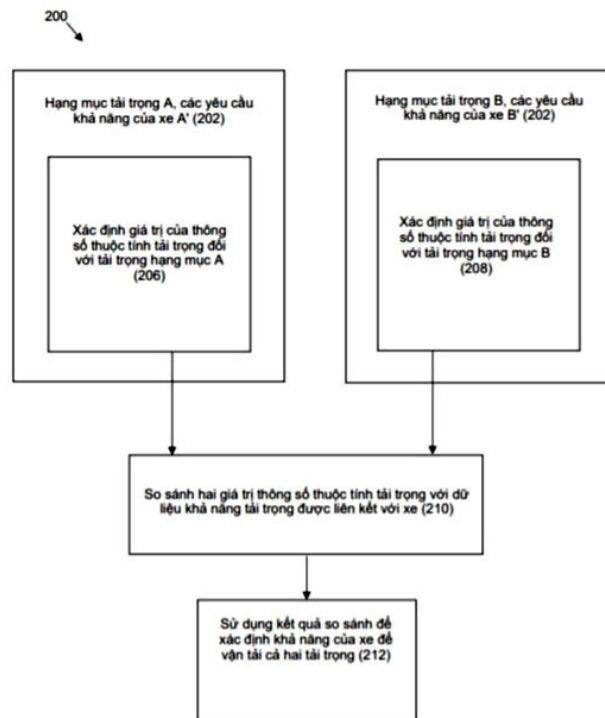 200
Hạng mục tải trọng A, các yêu cầu
khả năng của xe A' (202)
Xác định giá trị của thông
số thuộc tính tải trọng đối
với tải trọng hạng mục A
(206)
Hạng mục tải trọng B, các yêu cầu
khả năng của xe B' (202)
Xác định giá trị của thông
số thuộc tính tải trọng đối
với tải trọng hạng mục B
(208)
So sánh hai giá trị thông số thuộc tính tải trọng với dữ
liệu khả năng tải trọng được liên kết với xe (210)
Sử dụng kết quả so sánh để
xác định khả năng của xe để
vận tải cả hai tải trọng (212)